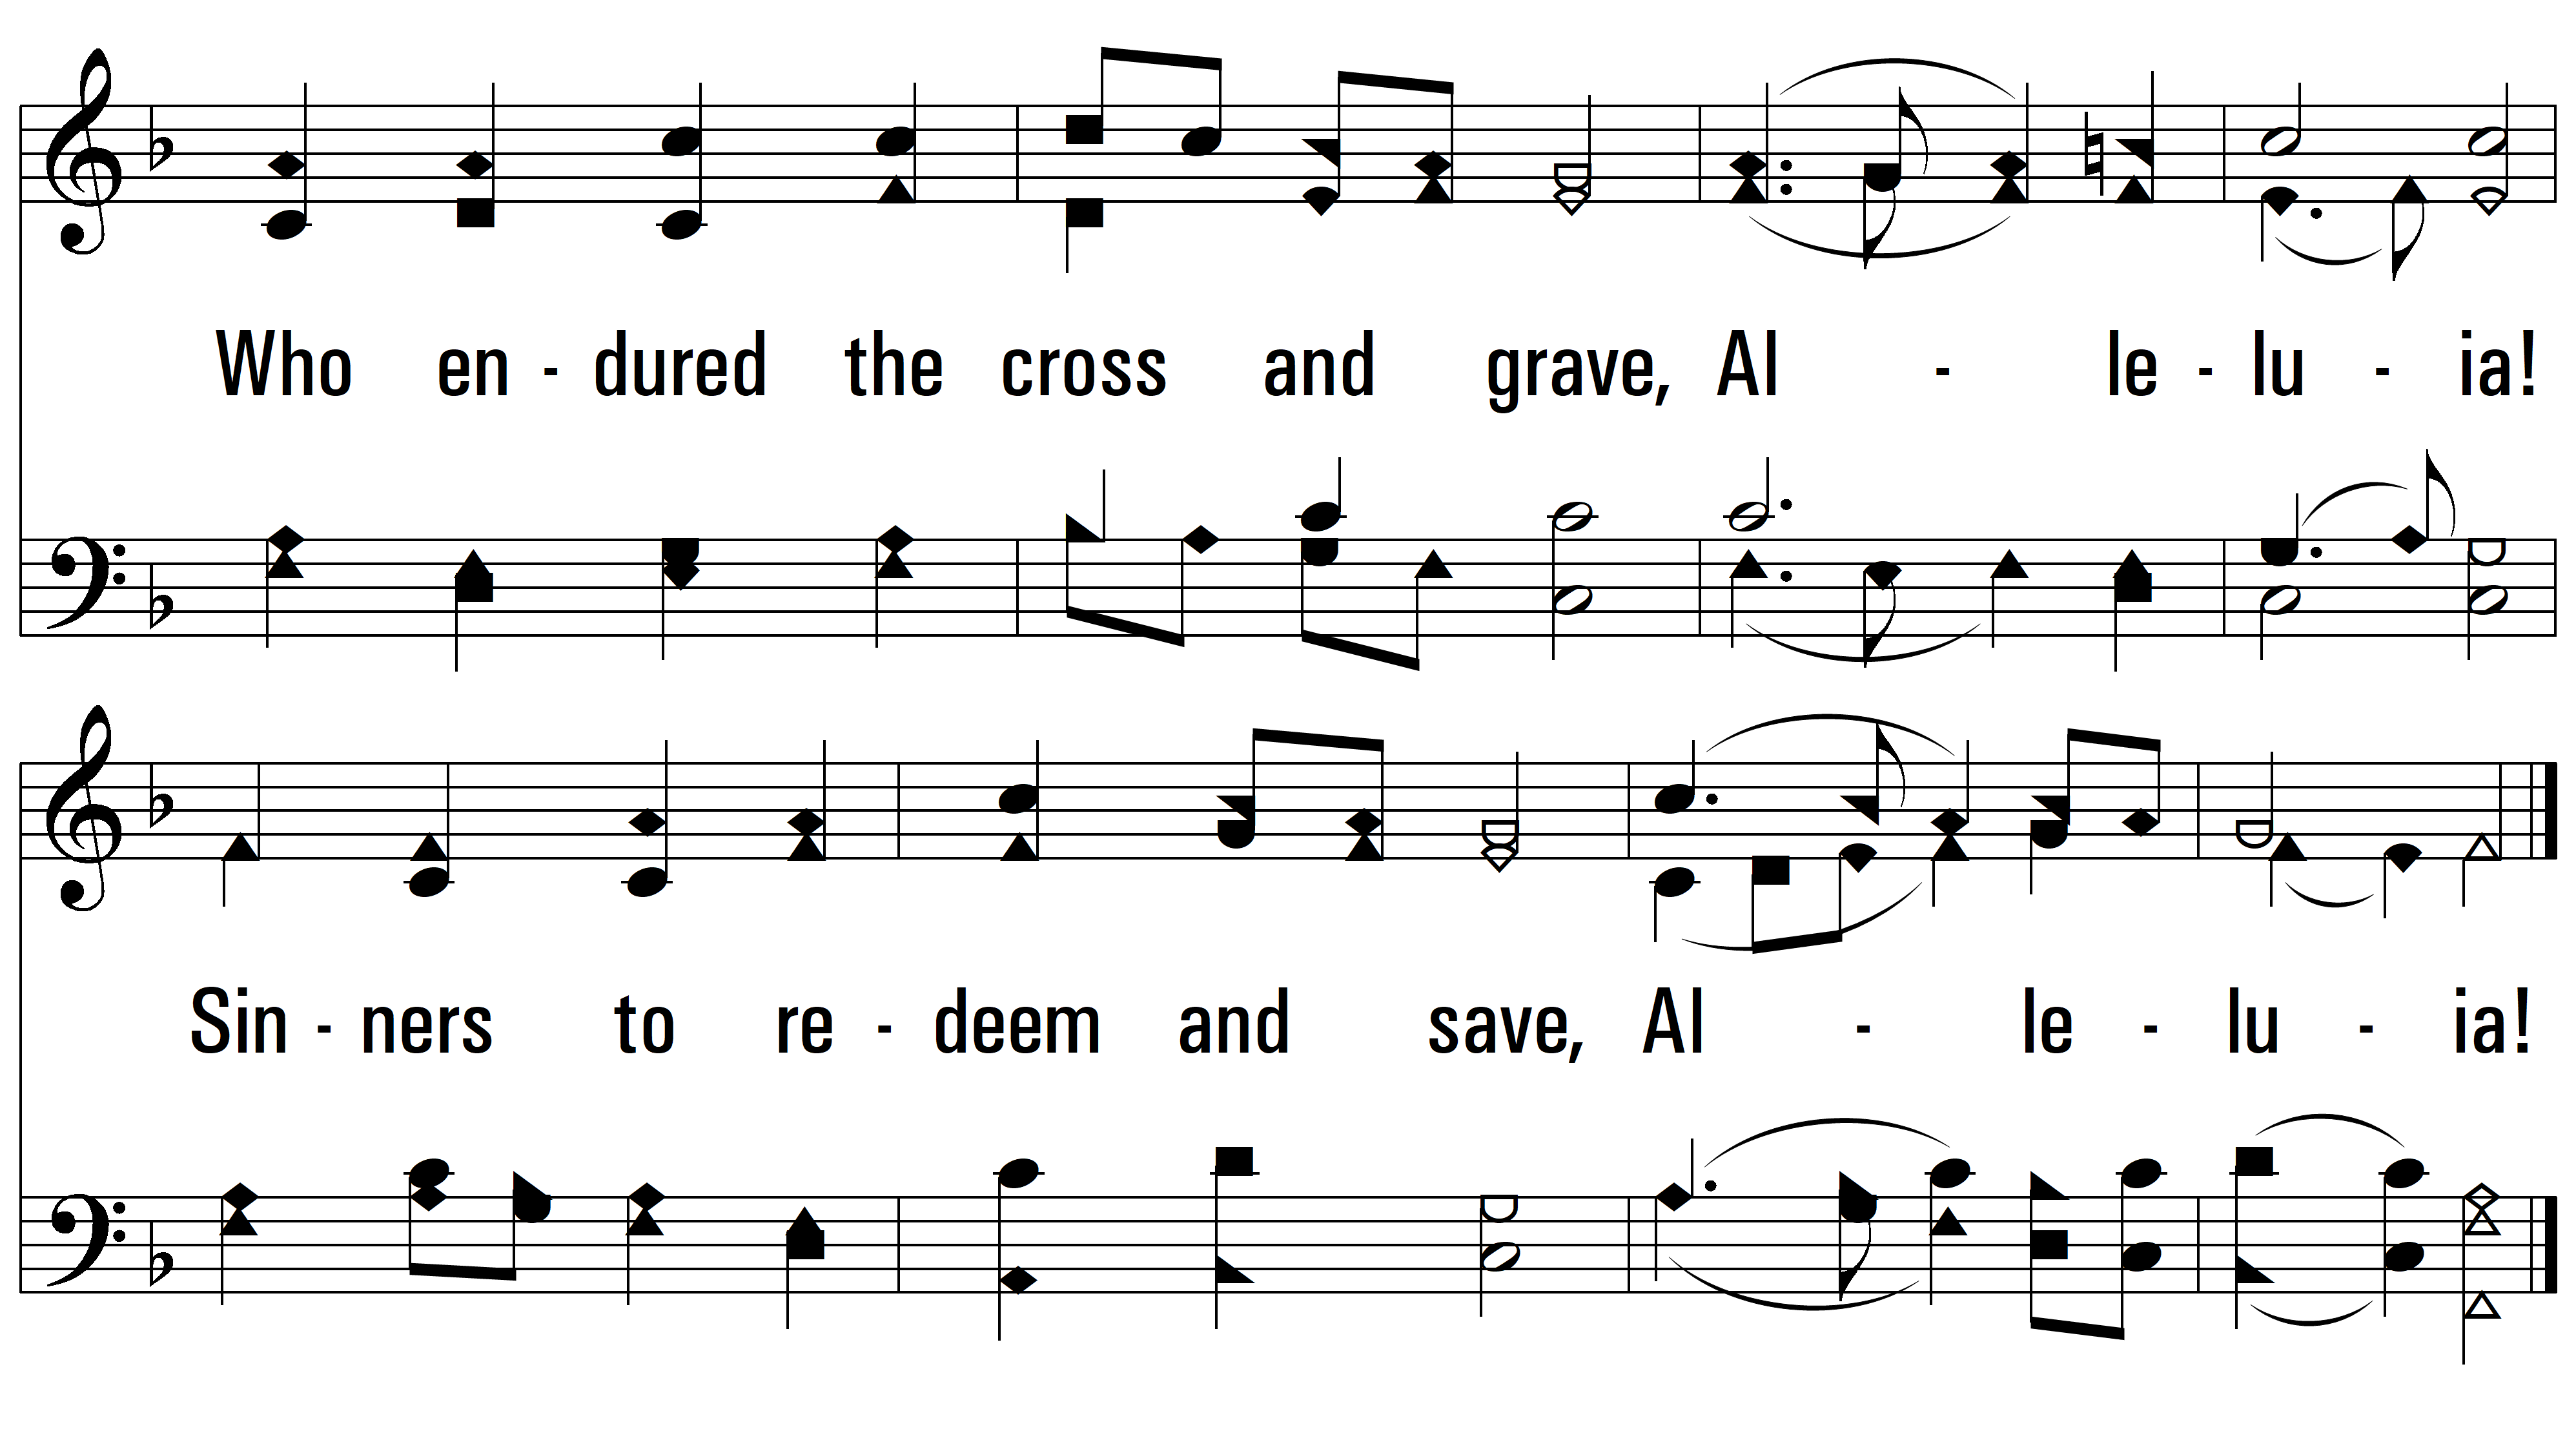 Who en - dured the cross and grave, Al - le - lu - ia!
Sin - ners to re - deem and save, Al - le - lu - ia!